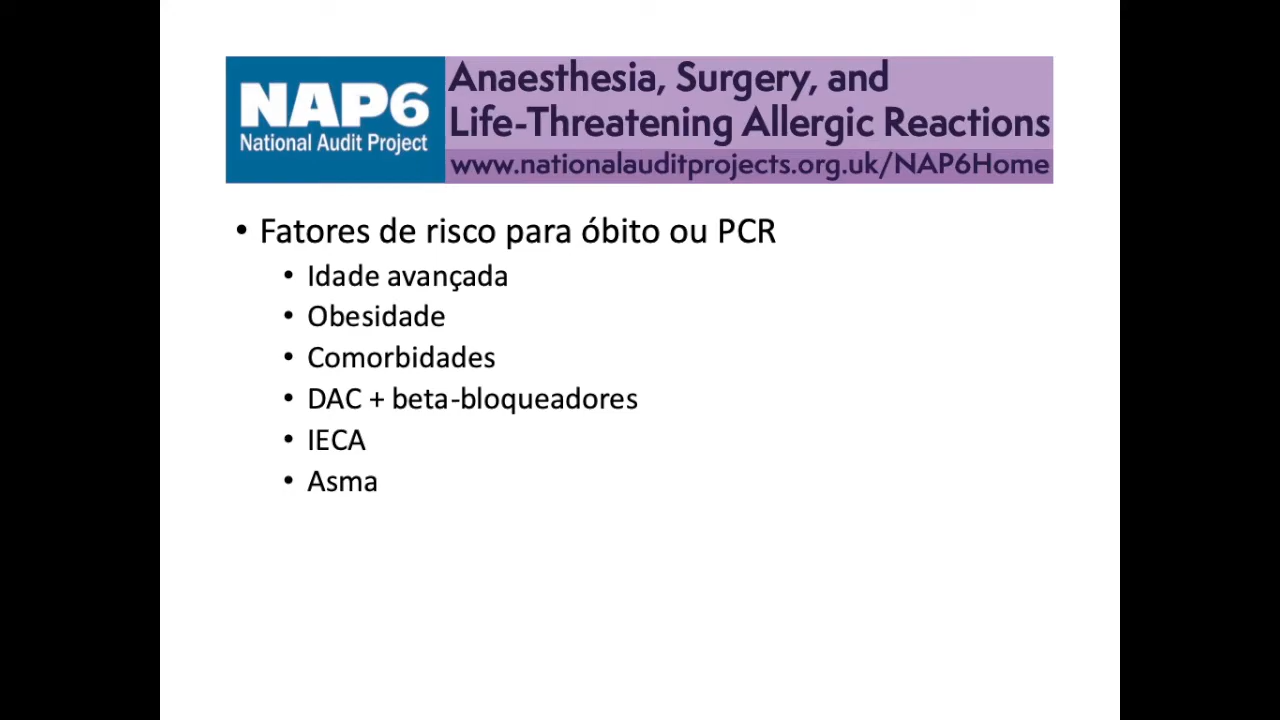 NAP6
National Audit Project
Anaesthesia, Surgery, and
Life-Threatening Allergic Reactions
www.nationalauditprojects.org.uk/NAP6Home
• Fatores de risco para óbito ou PCR
• Idade avançada
• Obesidade
• Comorbidades
• DAC + beta-bloqueadores
• IECA
• Asma